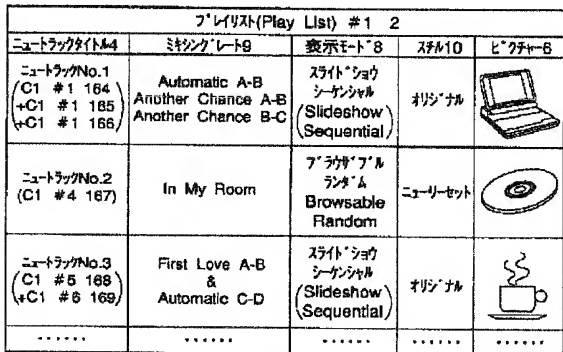 プレイリスト(Play List) #1 2
ニュートラックタイトル4 ミキシングレート9 表示モード8 スチル10 ピクチャー6
ニュートラックNo.1
(C1 #1 164
+C1 #1 165
+C1 #1 166)
Automatic A-B
Another Chance A-B
Another Chance B-C
スライドショウ
シーケンシャル
(Slideshow
Sequential)
オリジナル
ニュートラックNo.2
(C1 #4 167)
In My Room
ブラウザブル
ランダム
Browsable
Random
ニューリーセット
ニュートラックNo.3
(C1 #5 168
+C1 #6 169)
First Love A-B
&
Automatic C-D
スライドショウ
シーケンシャル
(Slideshow
Sequential)
オリジナル
...... ...... ...... ...... ......